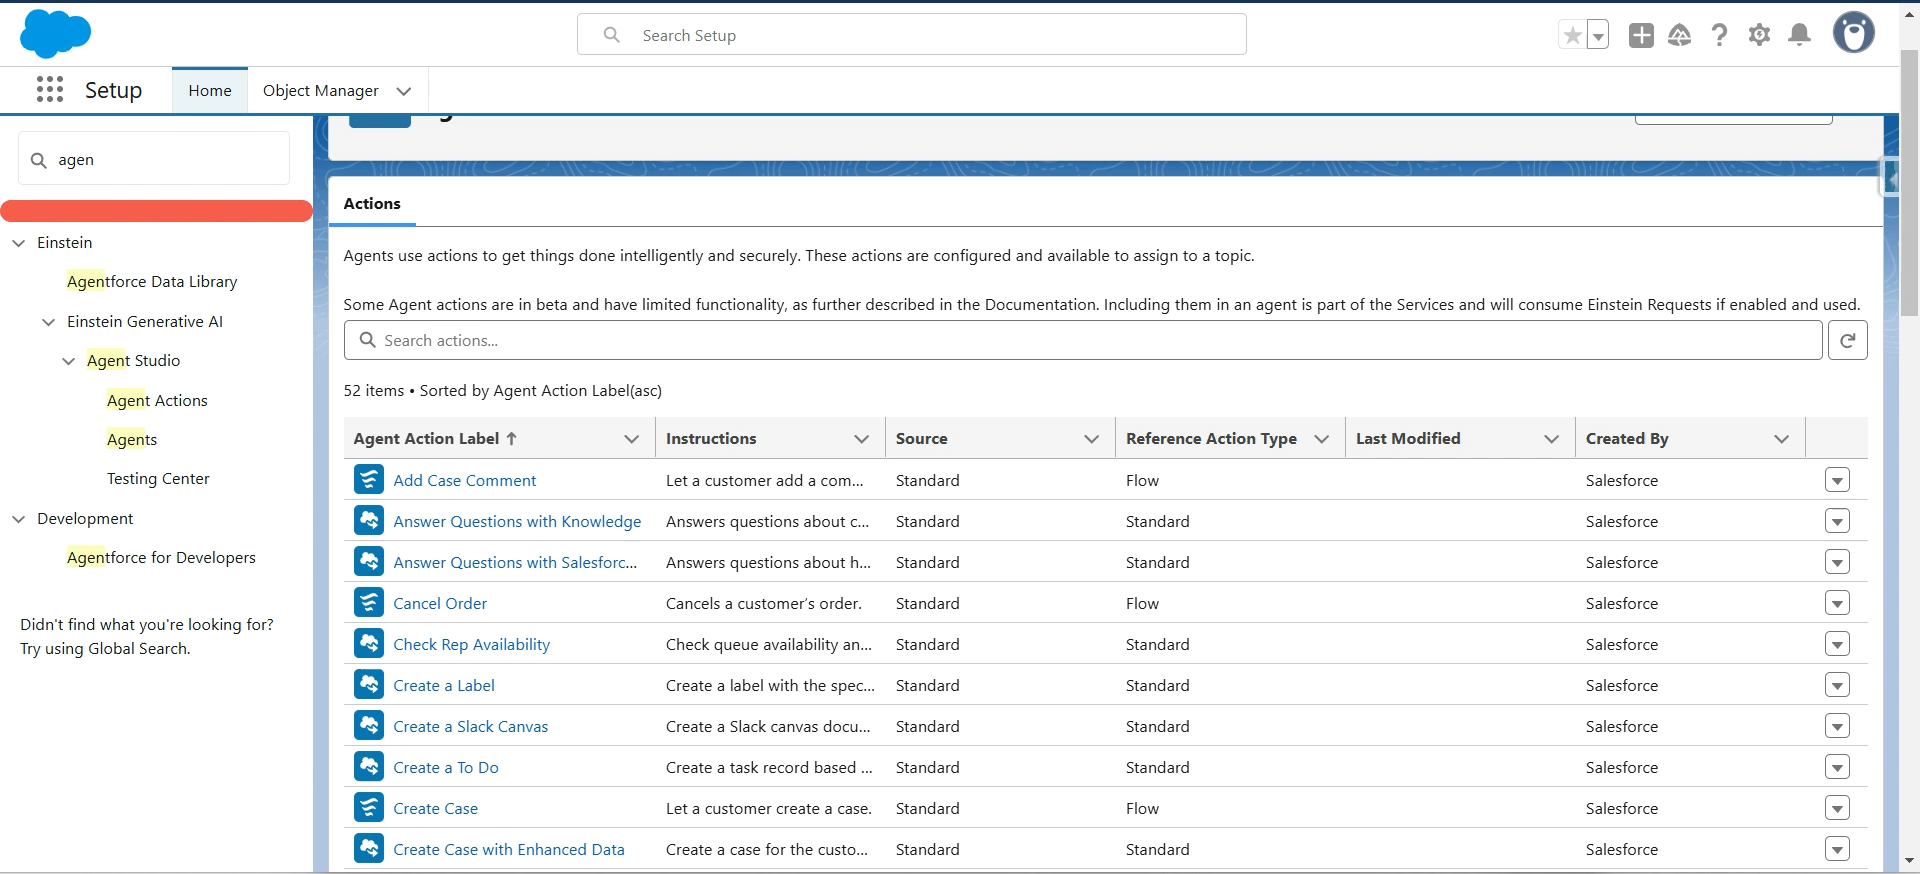 Search Setup
Setup
Home
Object Manager
agen
Einstein
Agentforce Data Library
Einstein Generative AI
Agent Studio
Agent Actions
Agents
Testing Center
Development
Agentforce for Developers
Didn't find what you're looking for?
Try using Global Search.
Actions
Agents use actions to get things done intelligently and securely. These actions are configured and available to assign to a topic.
Some Agent actions are in beta and have limited functionality, as further described in the Documentation. Including them in an agent is part of the Services and will consume Einstein Requests if enabled and used.
Search actions...
52 items • Sorted by Agent Action Label(asc)
Agent Action Label ↑ Instructions Source Reference Action Type Last Modified Created By
Add Case Comment Let a customer add a com... Standard Flow Salesforce
Answer Questions with Knowledge Answers questions about c... Standard Standard Salesforce
Answer Questions with Salesforc... Answers questions about h... Standard Standard Salesforce
Cancel Order Cancels a customer's order. Standard Flow Salesforce
Check Rep Availability Check queue availability an... Standard Standard Salesforce
Create a Label Create a label with the spec... Standard Standard Salesforce
Create a Slack Canvas Create a Slack canvas docu... Standard Standard Salesforce
Create a To Do Create a task record based ... Standard Standard Salesforce
Create Case Let a customer create a case. Standard Flow Salesforce
Create Case with Enhanced Data Create a case for the custo... Standard Standard Salesforce